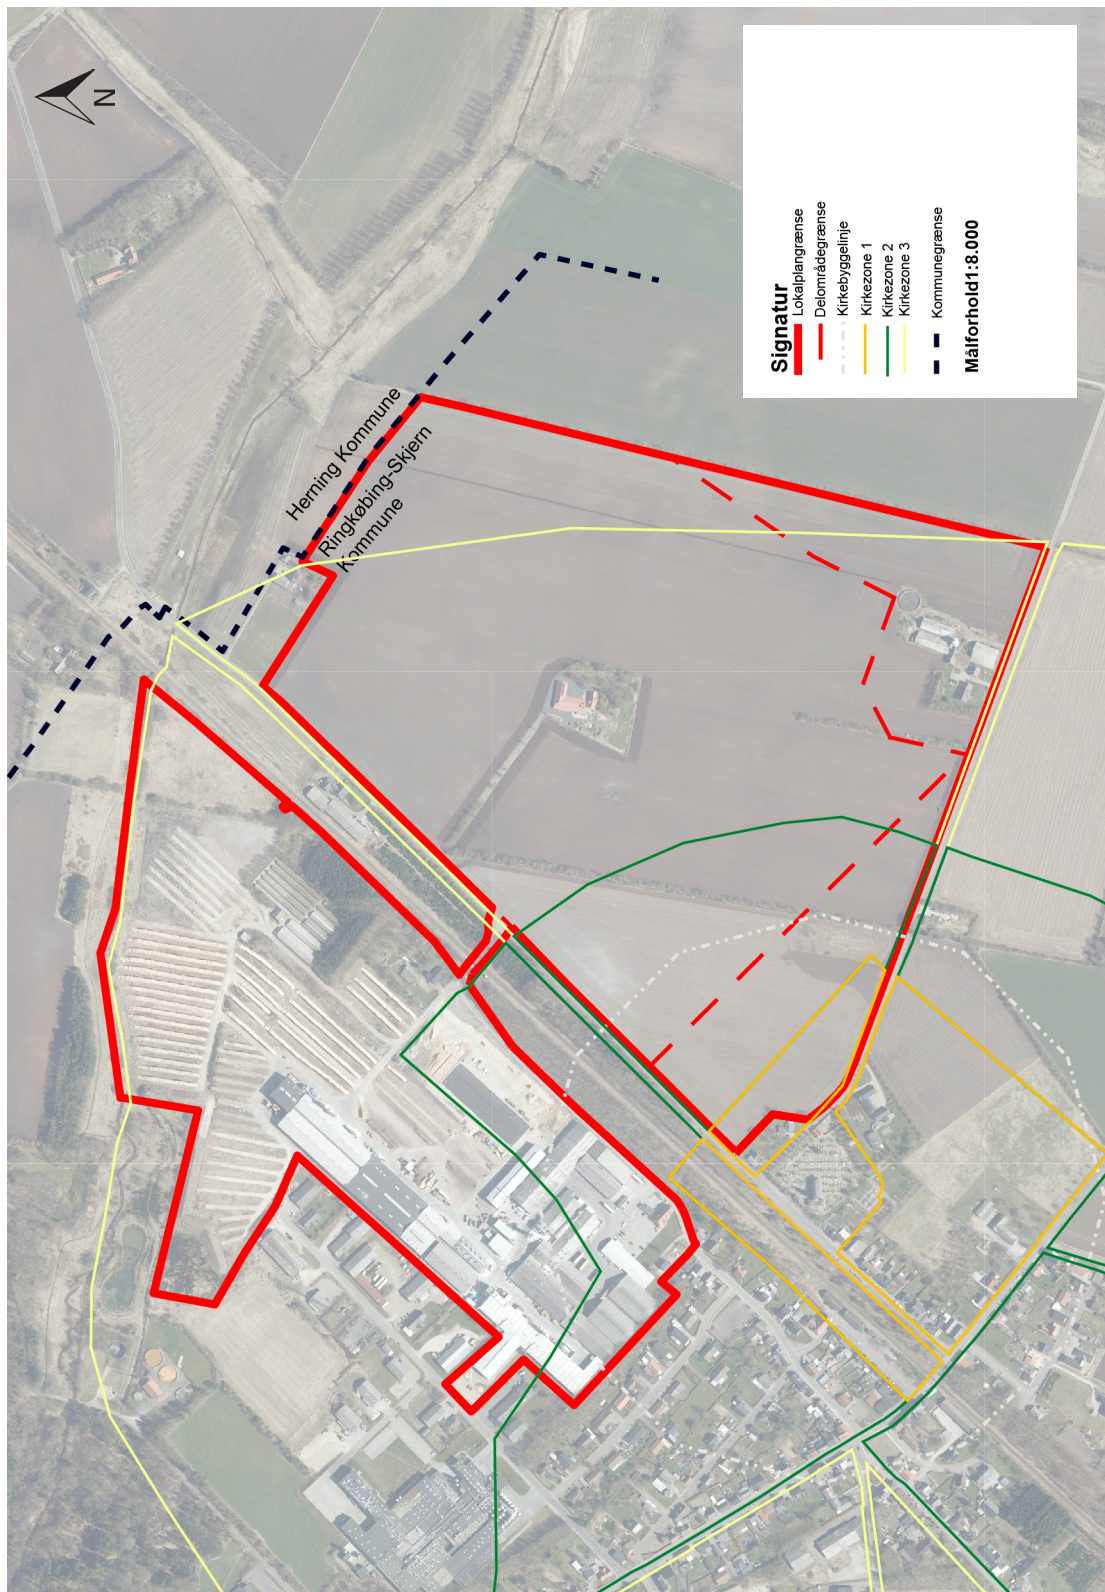 N
Herning Kommune
Ringkøbing-Skjern
Kommune
Signatur
Lokalplangrænse
Delområdegrænse
Kirkebyggelinje
Kirkezone 1
Kirkezone 2
Kirkezone 3
Kommunegrænse
Målforhold1:8.000